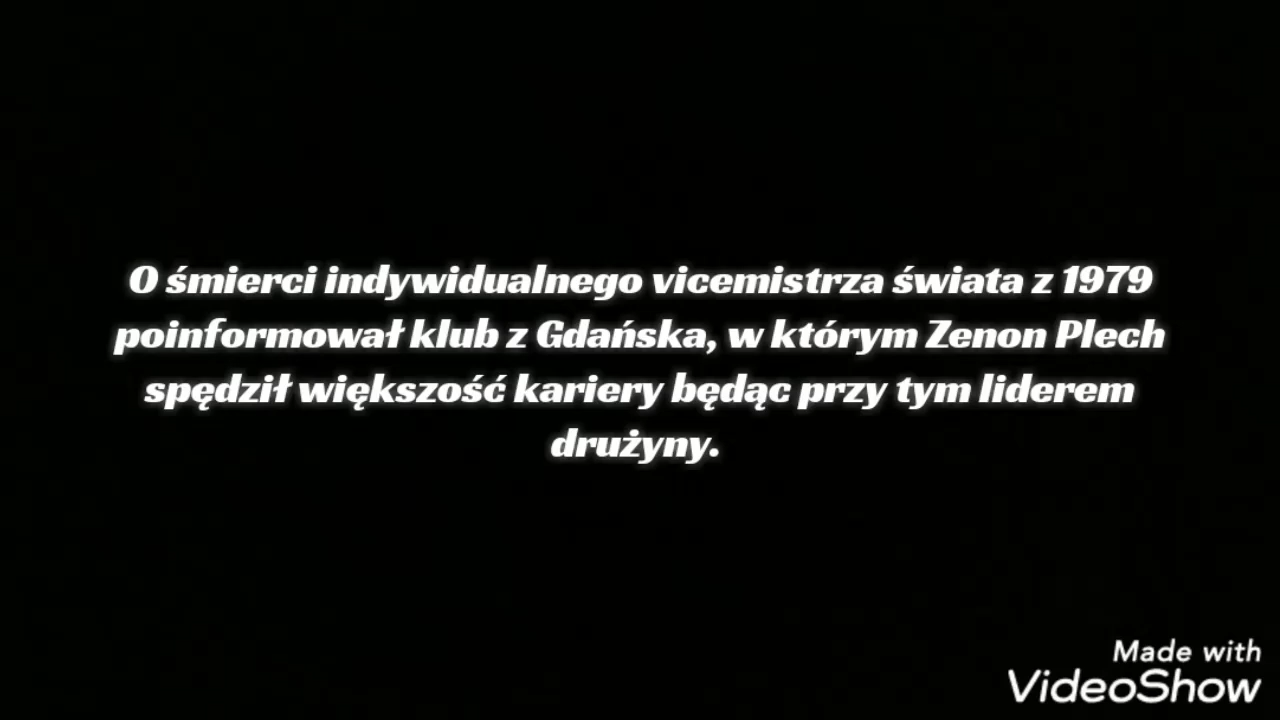 O śmierci indywidualnego vicemistrza świata z 1979
poinformował klub z Gdańska, w którym Zenon Plech
spędził większość kariery będąc przy tym liderem
drużyny.
Made with
VideoShow